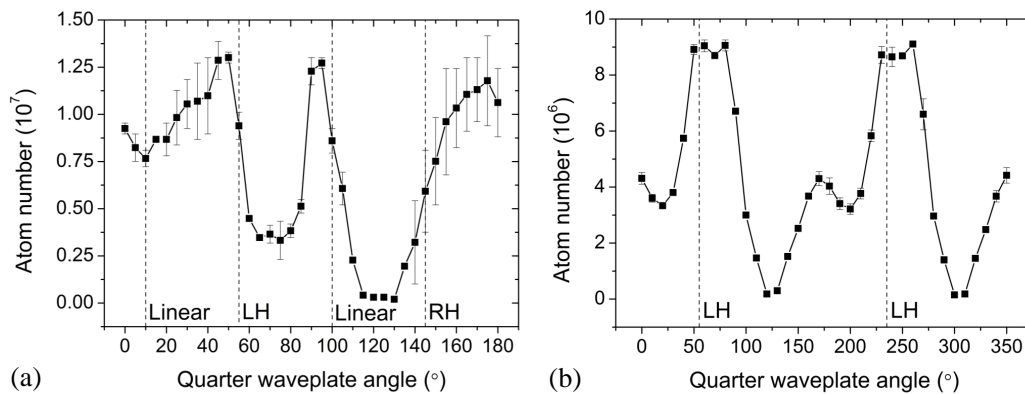 1.50
1.25
1.00
0.75
0.50
0.25
0.00
Atom number (10⁷)
Linear
LH
Linear
RH
0 20 40 60 80 100 120 140 160 180
Quarter waveplate angle (°)
(a)
10
8
6
4
2
0
Atom number (10⁶)
LH
LH
0 50 100 150 200 250 300 350
Quarter waveplate angle (°)
(b)